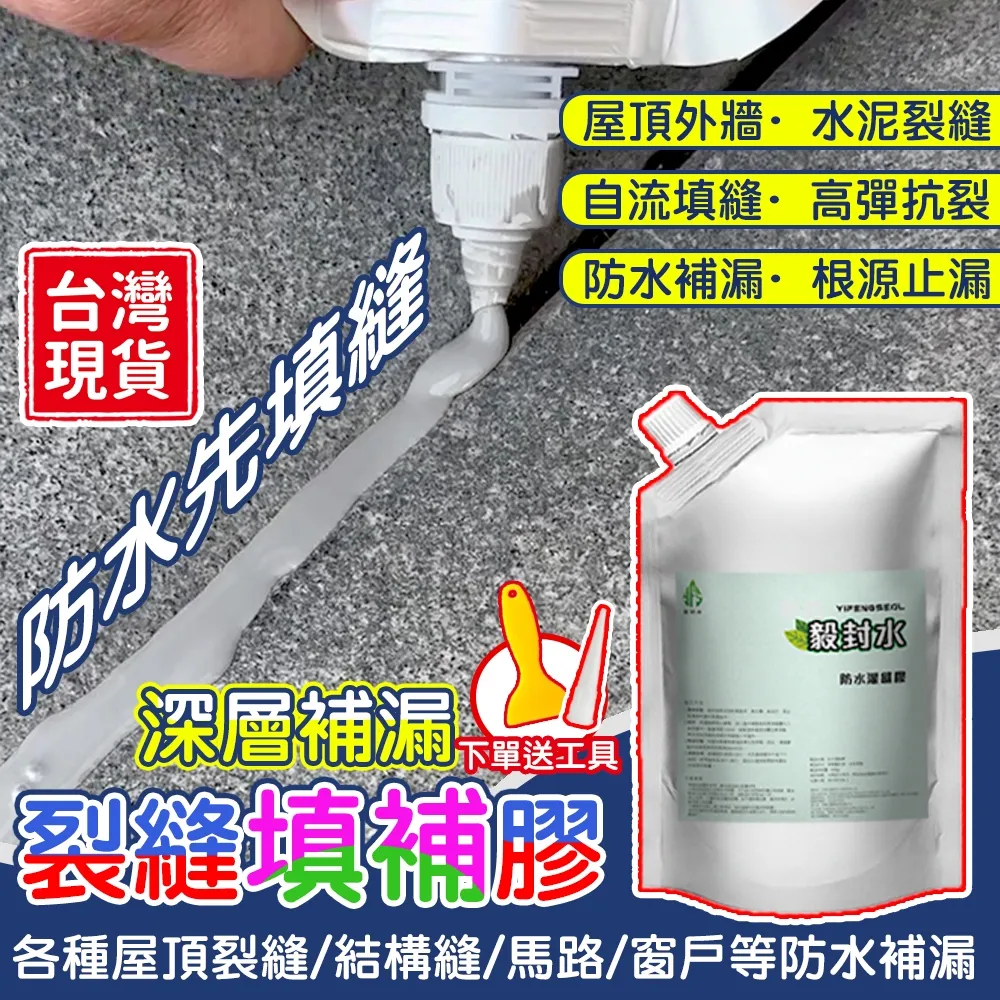 屋頂外牆・水泥裂縫
自流填縫・高彈抗裂
防水補漏・根源止漏
台灣
現貨
防水先填縫
YIFENGSEOL
毅封水
防水灌縫膠
深層補漏
下單送工具
裂縫填補膠
各種屋頂裂縫/結構縫/馬路/窗戶等防水補漏